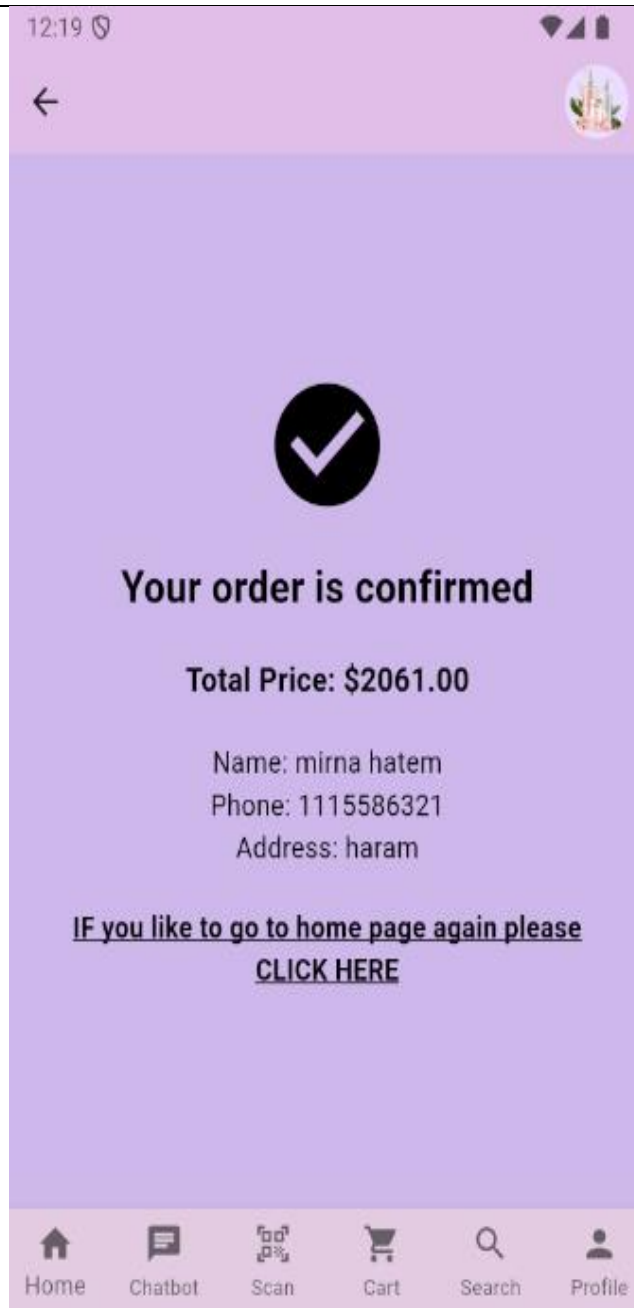 12:19
Your order is confirmed
Total Price: $2061.00
Name: mirna hatem
Phone: 1115586321
Address: haram
IF you like to go to home page again please
CLICK HERE
Home Chatbot Scan Cart Search Profile